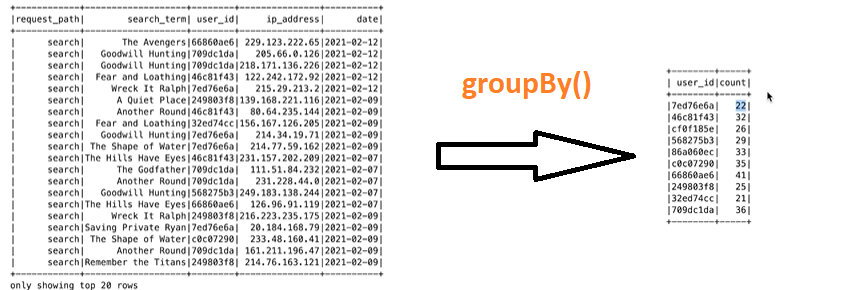 +------------+--------------------+--------+---------------+----------+
|request_path|         search_term| user_id|     ip_address|      date|
+------------+--------------------+--------+---------------+----------+
|      search|        The Avengers|66860ae6| 229.123.222.65|2021-02-12|
|      search|    Goodwill Hunting|709dc1da|   205.66.0.126|2021-02-12|
|      search|    Goodwill Hunting|709dc1da|218.171.136.226|2021-02-12|
|      search|   Fear and Loathing|46c81f43| 122.242.172.92|2021-02-12|
|      search|      Wreck It Ralph|7ed76e6a|   215.29.213.2|2021-02-12|
|      search|       A Quiet Place|249803f8|139.168.221.116|2021-02-09|
|      search|       Another Round|46c81f43|  80.64.235.144|2021-02-09|
|      search|   Fear and Loathing|32ed74cc|156.167.126.205|2021-02-09|
|      search|    Goodwill Hunting|7ed76e6a|  214.34.19.71|2021-02-09|
|      search|  The Shape of Water|7ed76e6a|  214.77.59.162|2021-02-09|
|      search|The Hills Have Eyes|46c81f43|231.157.202.209|2021-02-07|
|      search|       The Godfather|709dc1da|  111.51.84.232|2021-02-07|
|      search|       Another Round|709dc1da|   231.228.44.0|2021-02-07|
|      search|    Goodwill Hunting|568275b3|249.183.138.244|2021-02-07|
|      search|The Hills Have Eyes|66860ae6|  126.96.91.119|2021-02-07|
|      search|      Wreck It Ralph|249803f8|216.223.235.175|2021-02-09|
|      search| Saving Private Ryan|7ed76e6a|  20.184.168.79|2021-02-09|
|      search|  The Shape of Water|c0c07290|  233.48.160.41|2021-02-09|
|      search|       Another Round|709dc1da| 161.211.196.47|2021-02-09|
|      search| Remember the Titans|249803f8| 214.76.163.121|2021-02-09|
+------------+--------------------+--------+---------------+----------+
only showing top 20 rows
groupBy()
+--------+-----+
| user_id|count|
+--------+-----+
|7ed76e6a|   22|
|46c81f43|   32|
|cf0f185e|   26|
|568275b3|   29|
|86a060ec|   33|
|c0c07290|   35|
|66860ae6|   41|
|249803f8|   25|
|32ed74cc|   21|
|709dc1da|   36|
+--------+-----+